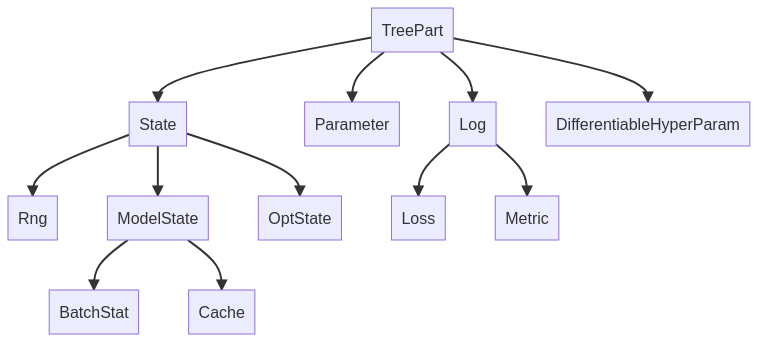 TreePart
State
Parameter
Log
DifferentiableHyperParam
Rng
ModelState
OptState
Loss
Metric
BatchStat
Cache